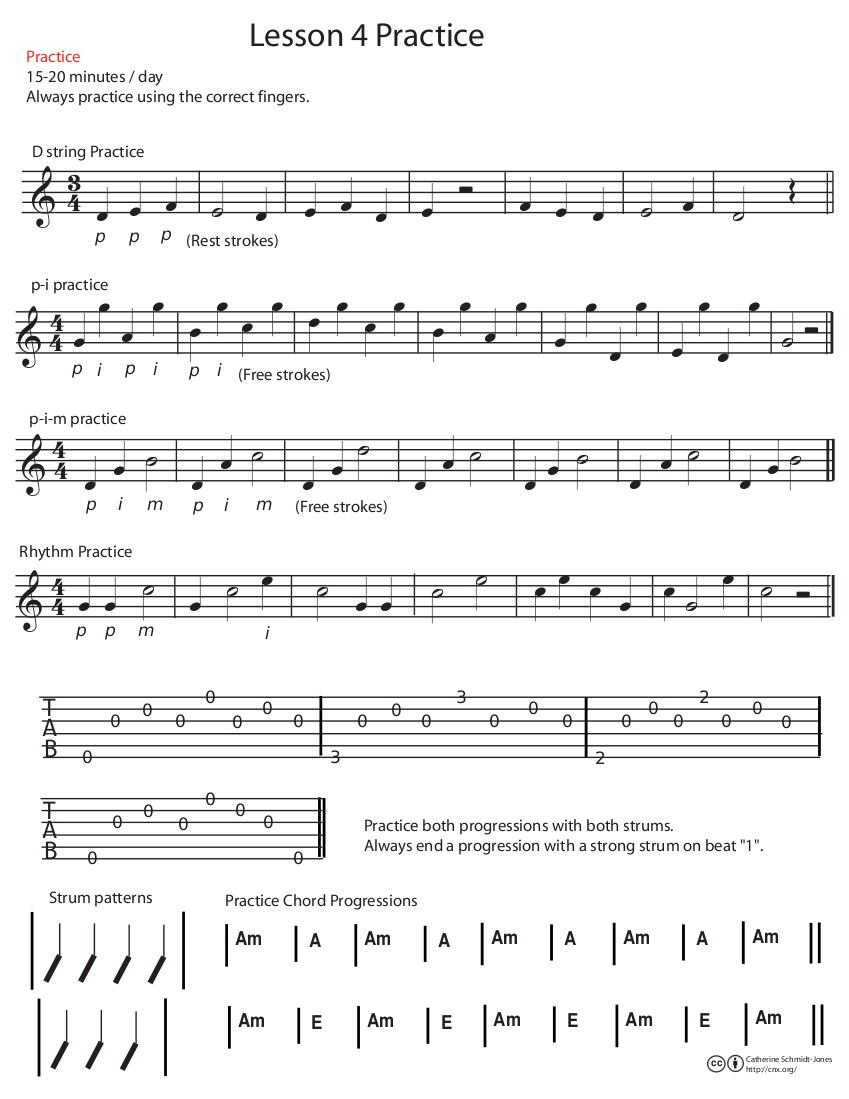 Lesson 4 Practice
Practice
15-20 minutes / day
Always practice using the correct fingers.
D string Practice
3
4
p p p (Rest strokes)
p-i practice
4
4
p i p i p i (Free strokes)
p-i-m practice
4
4
p i m p i m (Free strokes)
Rhythm Practice
4
4
p p m i
T
A
B
0 0 0 0 0 0 0 0
3 0 0 0 3 0 0 0
2 0 0 0 2 0 0 0
T
A
B
0 0 0 0 0 0 0 0
Practice both progressions with both strums.
Always end a progression with a strong strum on beat "1".
Strum patterns
Practice Chord Progressions
Am A Am A Am A Am A Am
Am E Am E Am E Am E Am
cc
Catherine Schmidt-Jones
http://cnx.org/